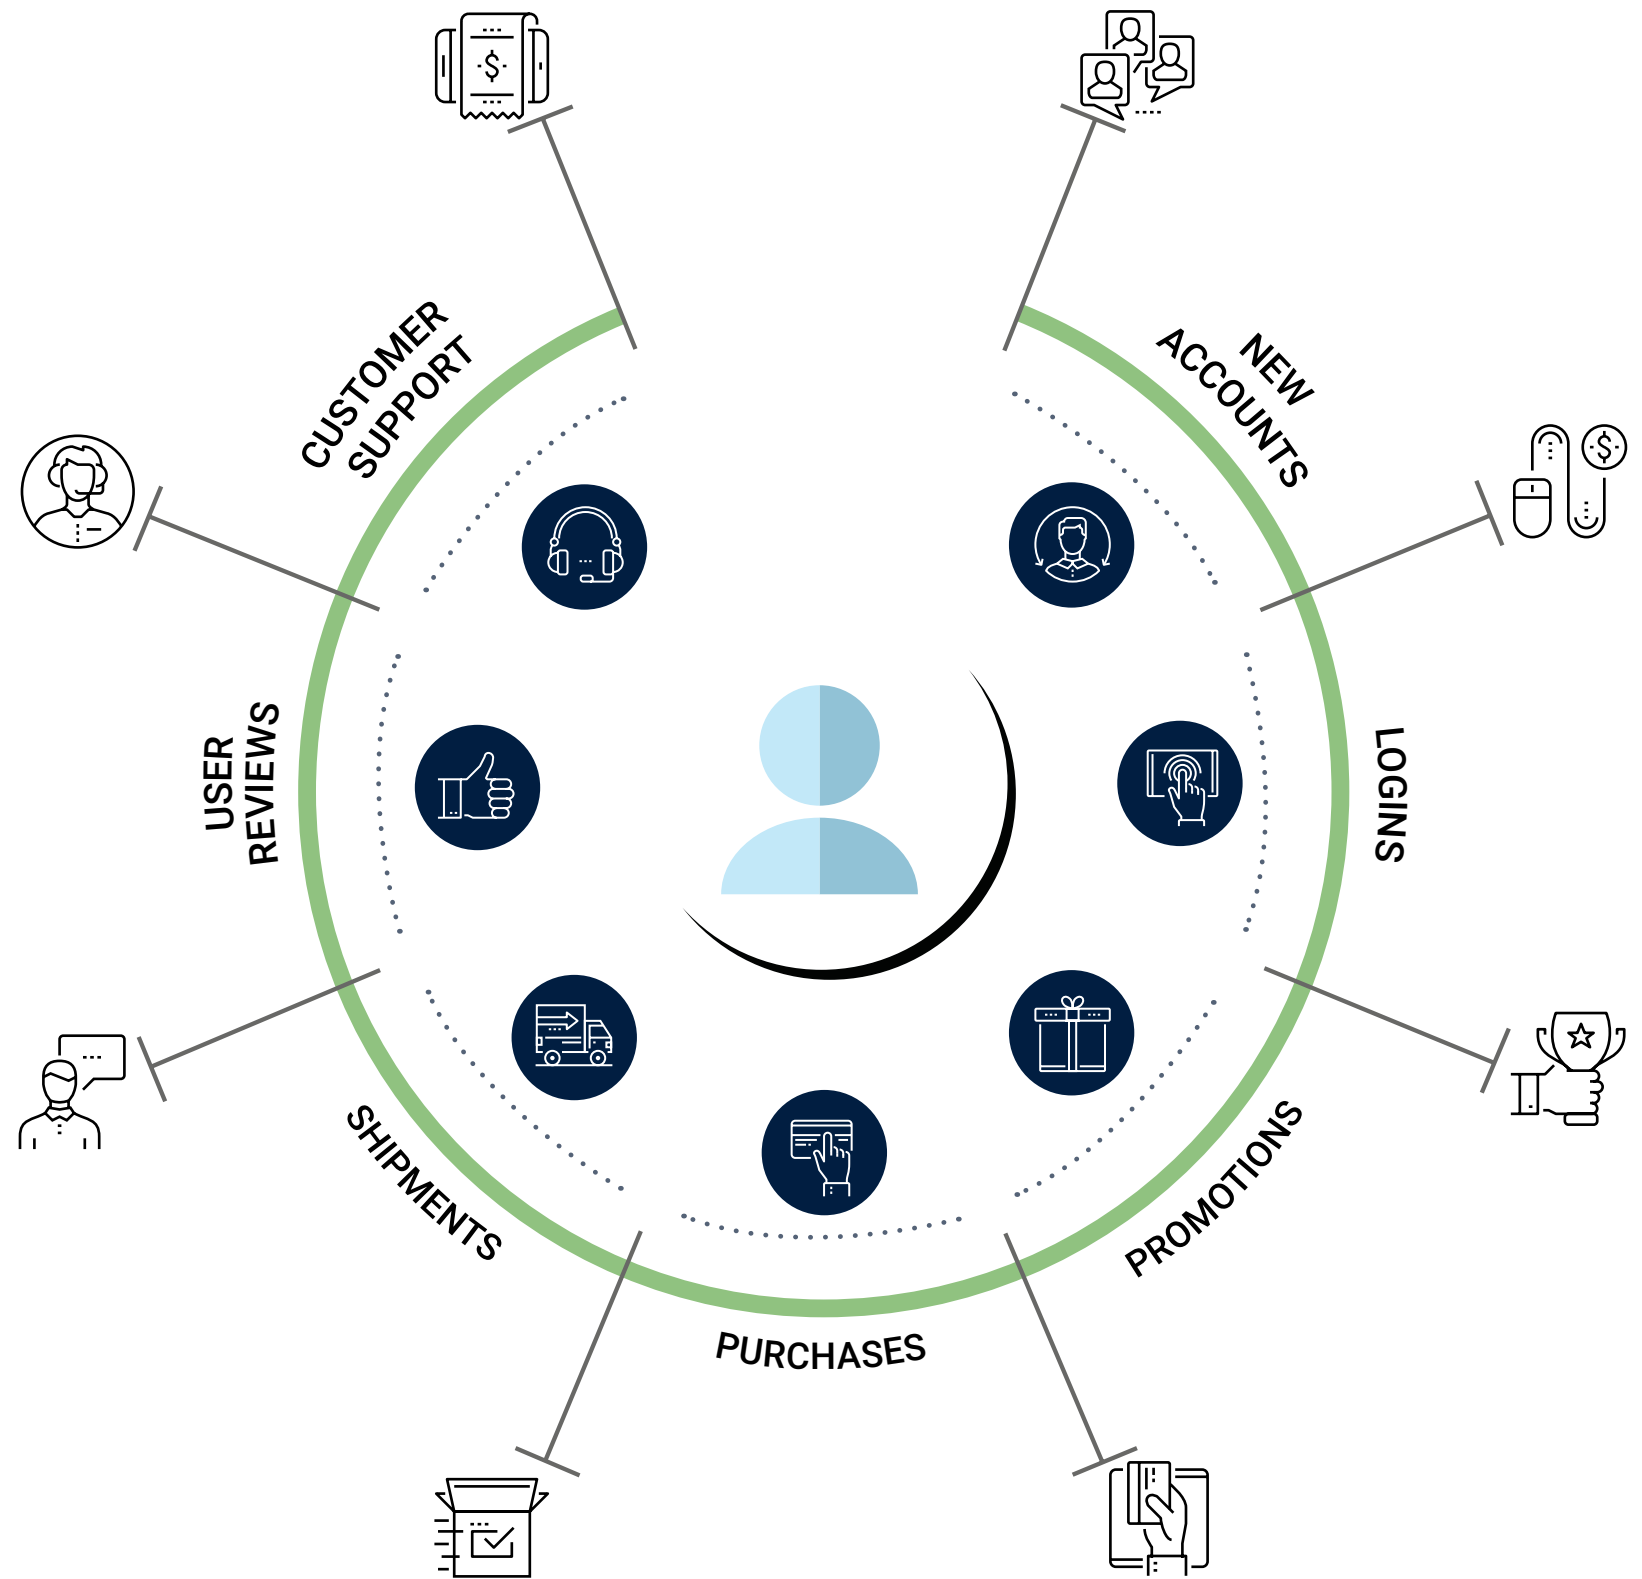 NEW
ACCOUNTS
LOGINS
PROMOTIONS
PURCHASES
SHIPMENTS
USER
REVIEWS
CUSTOMER
SUPPORT
$
$